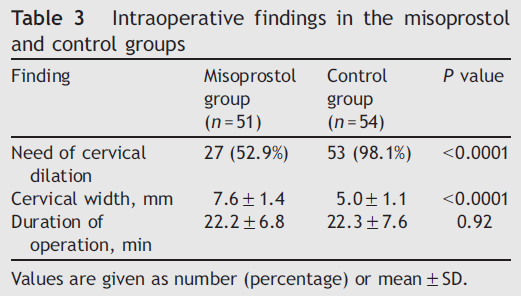 Table 3 Intraoperative findings in the misoprostol
and control groups
Finding Misoprostol Control P value
group group
(n=51) (n=54)
Need of cervical 27 (52.9%) 53 (98.1%) <0.0001
dilation
Cervical width, mm 7.6±1.4 5.0±1.1 <0.0001
Duration of 22.2±6.8 22.3±7.6 0.92
operation, min
Values are given as number (percentage) or mean±SD.